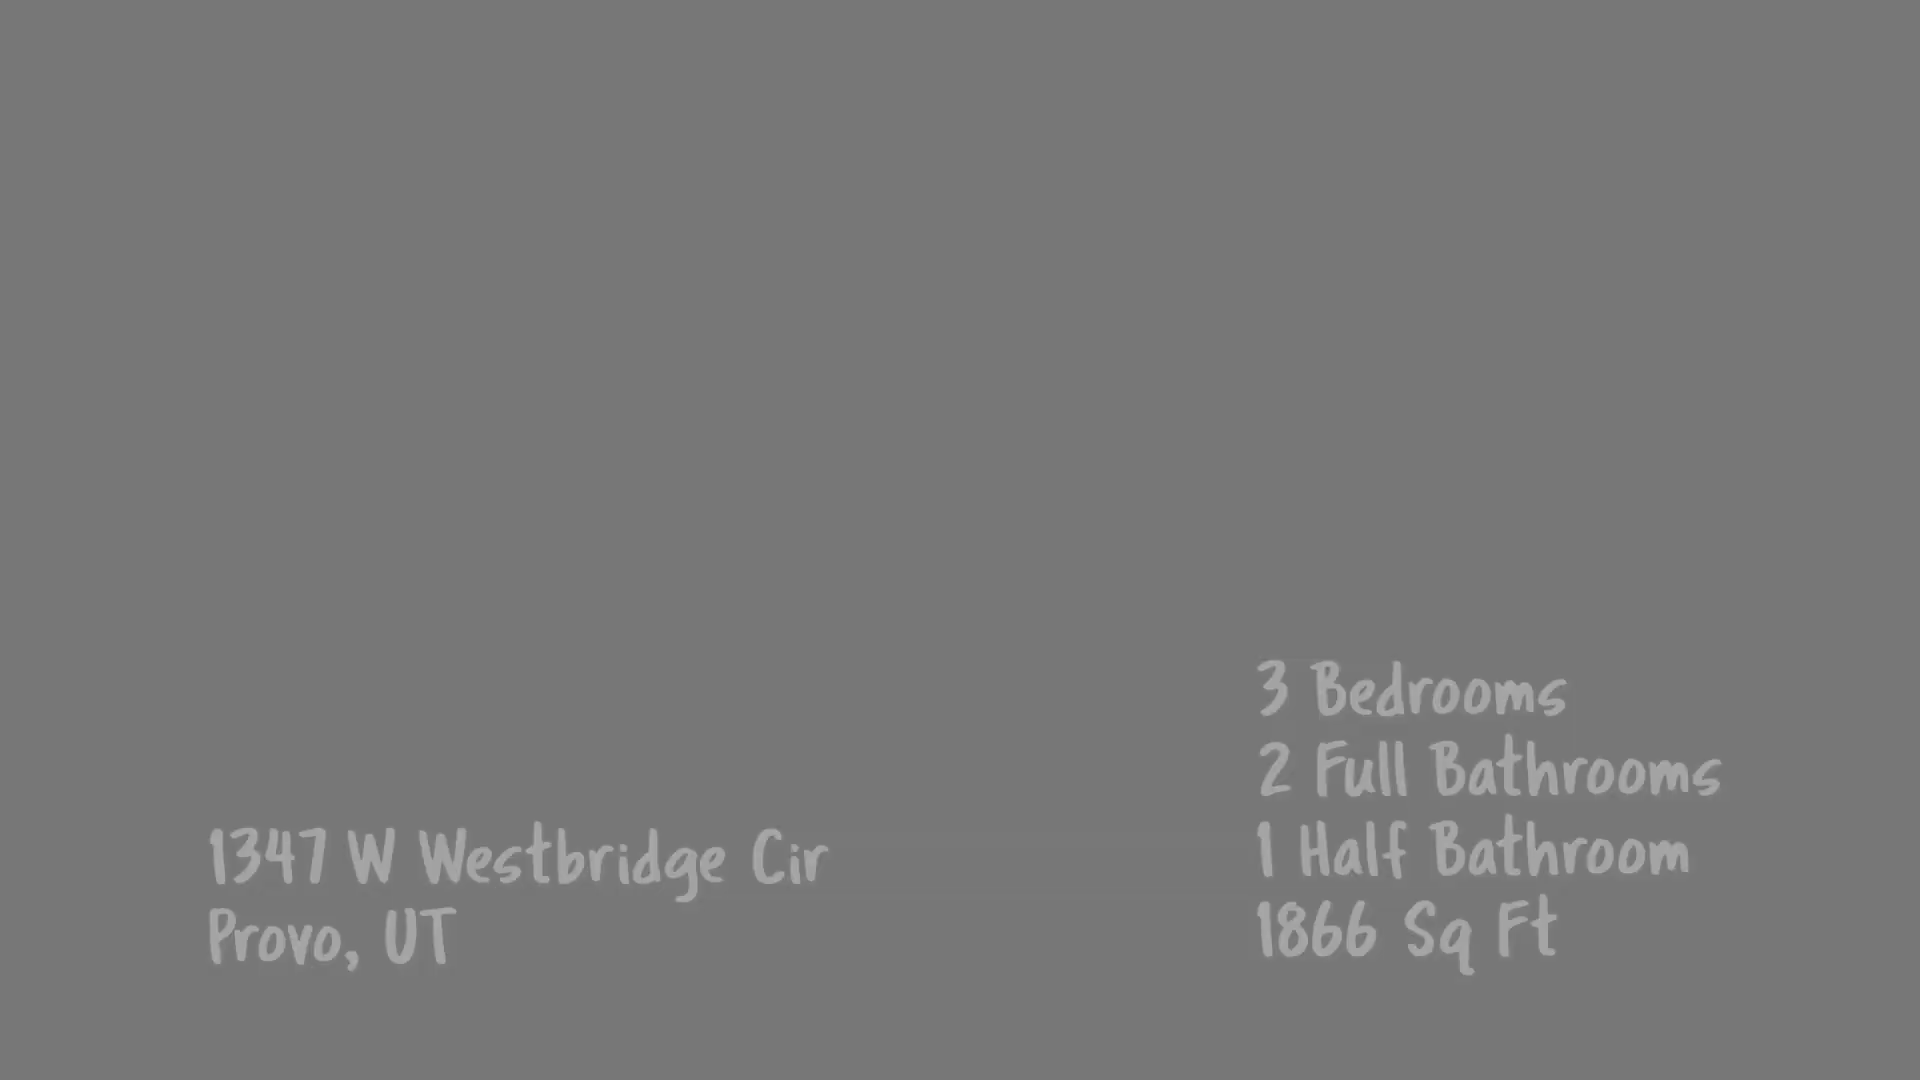 1347 W Westbridge Cir
Provo, UT
3 Bedrooms
2 Full Bathrooms
1 Half Bathroom
1866 Sq Ft